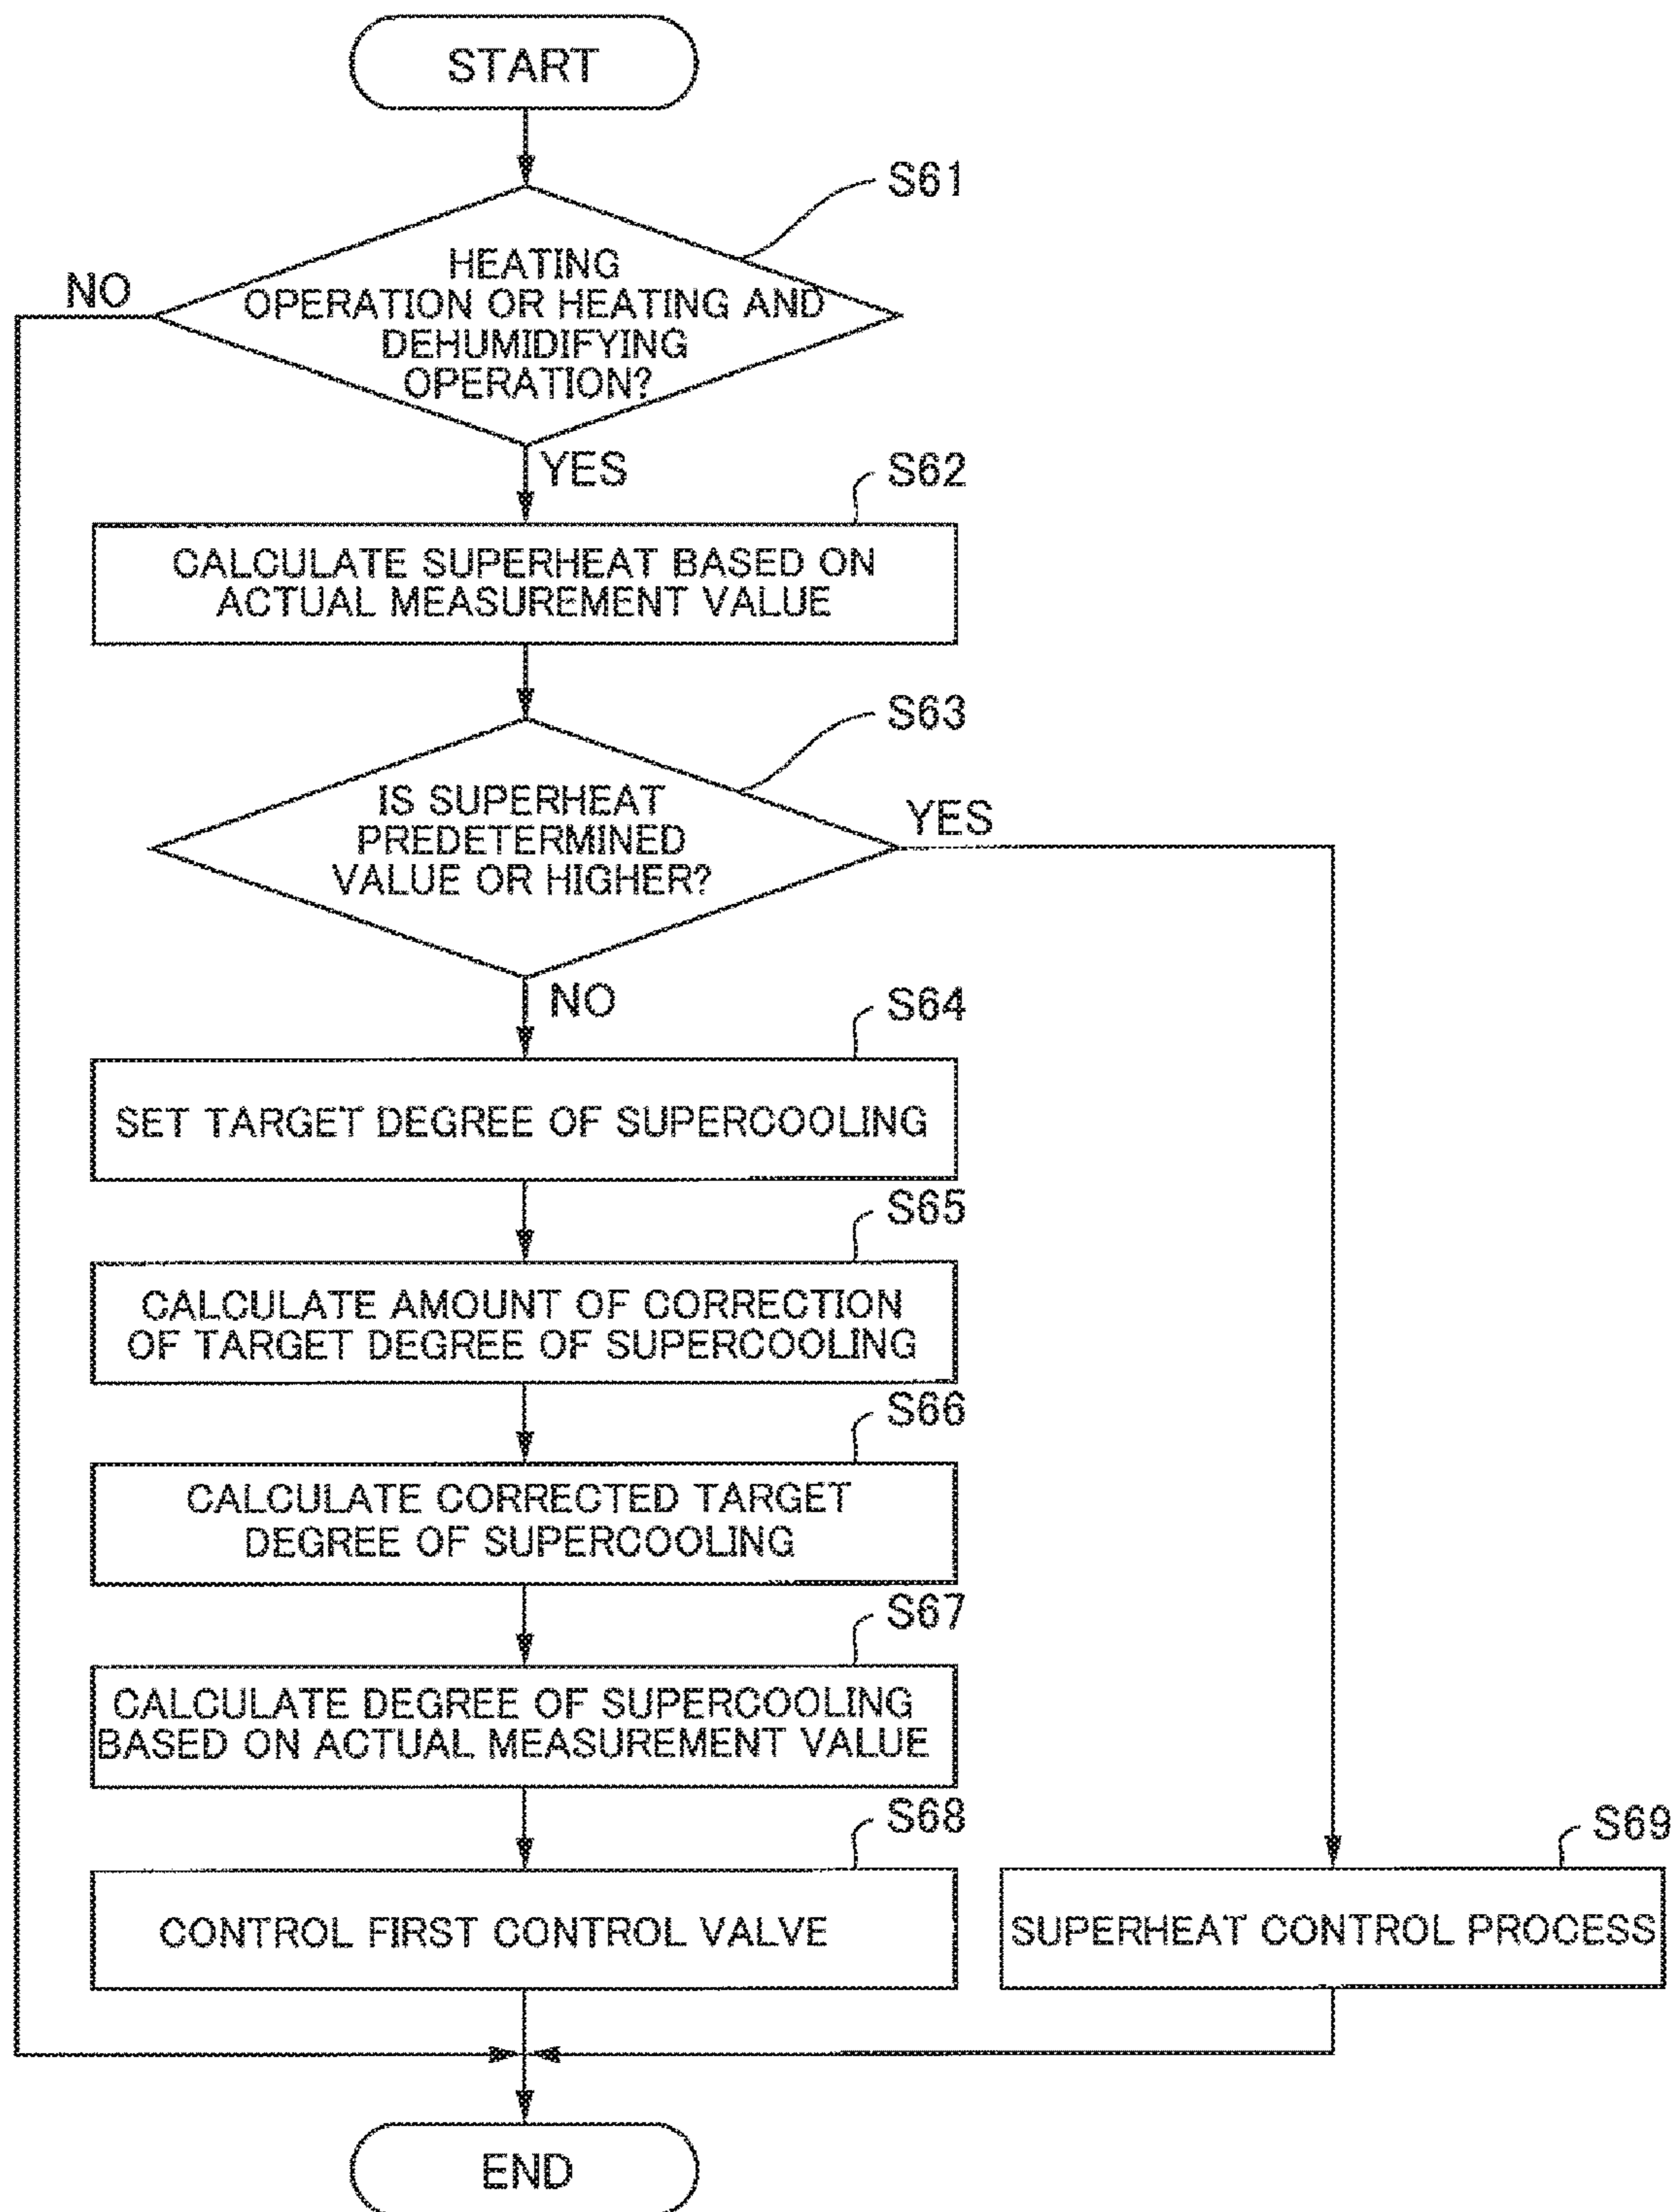 START
S61
HEATING
OPERATION OR HEATING AND
DEHUMIDIFYING
OPERATION?
NO
YES
S62
CALCULATE SUPERHEAT BASED ON
ACTUAL MEASUREMENT VALUE
S63
IS SUPERHEAT
PREDETERMINED
VALUE OR HIGHER?
YES
NO
S64
SET TARGET DEGREE OF SUPERCOOLING
S65
CALCULATE AMOUNT OF CORRECTION
OF TARGET DEGREE OF SUPERCOOLING
S66
CALCULATE CORRECTED TARGET
DEGREE OF SUPERCOOLING
S67
CALCULATE DEGREE OF SUPERCOOLING
BASED ON ACTUAL MEASUREMENT VALUE
S68
CONTROL FIRST CONTROL VALVE
S69
SUPERHEAT CONTROL PROCESS
END